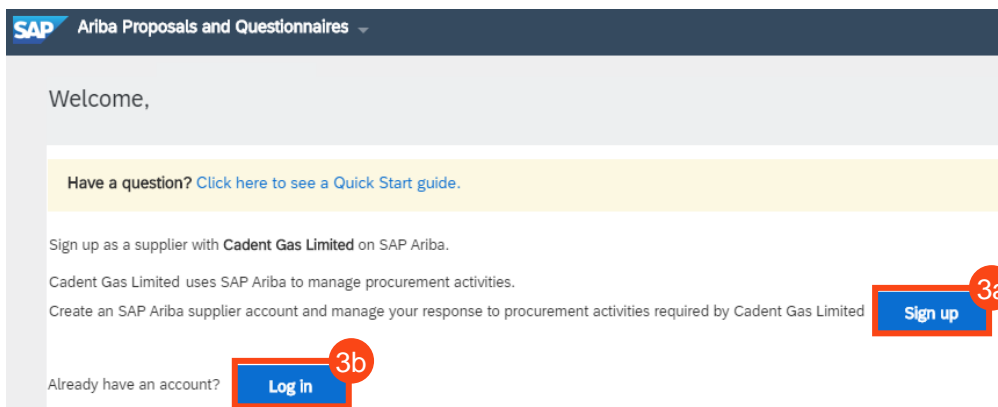 SAP Ariba Proposals and Questionnaires
Welcome,
Have a question? Click here to see a Quick Start guide.
Sign up as a supplier with Cadent Gas Limited on SAP Ariba.
Cadent Gas Limited uses SAP Ariba to manage procurement activities.
3a
Create an SAP Ariba supplier account and manage your response to procurement activities required by Cadent Gas Limited Sign up
3b
Already have an account? Log in